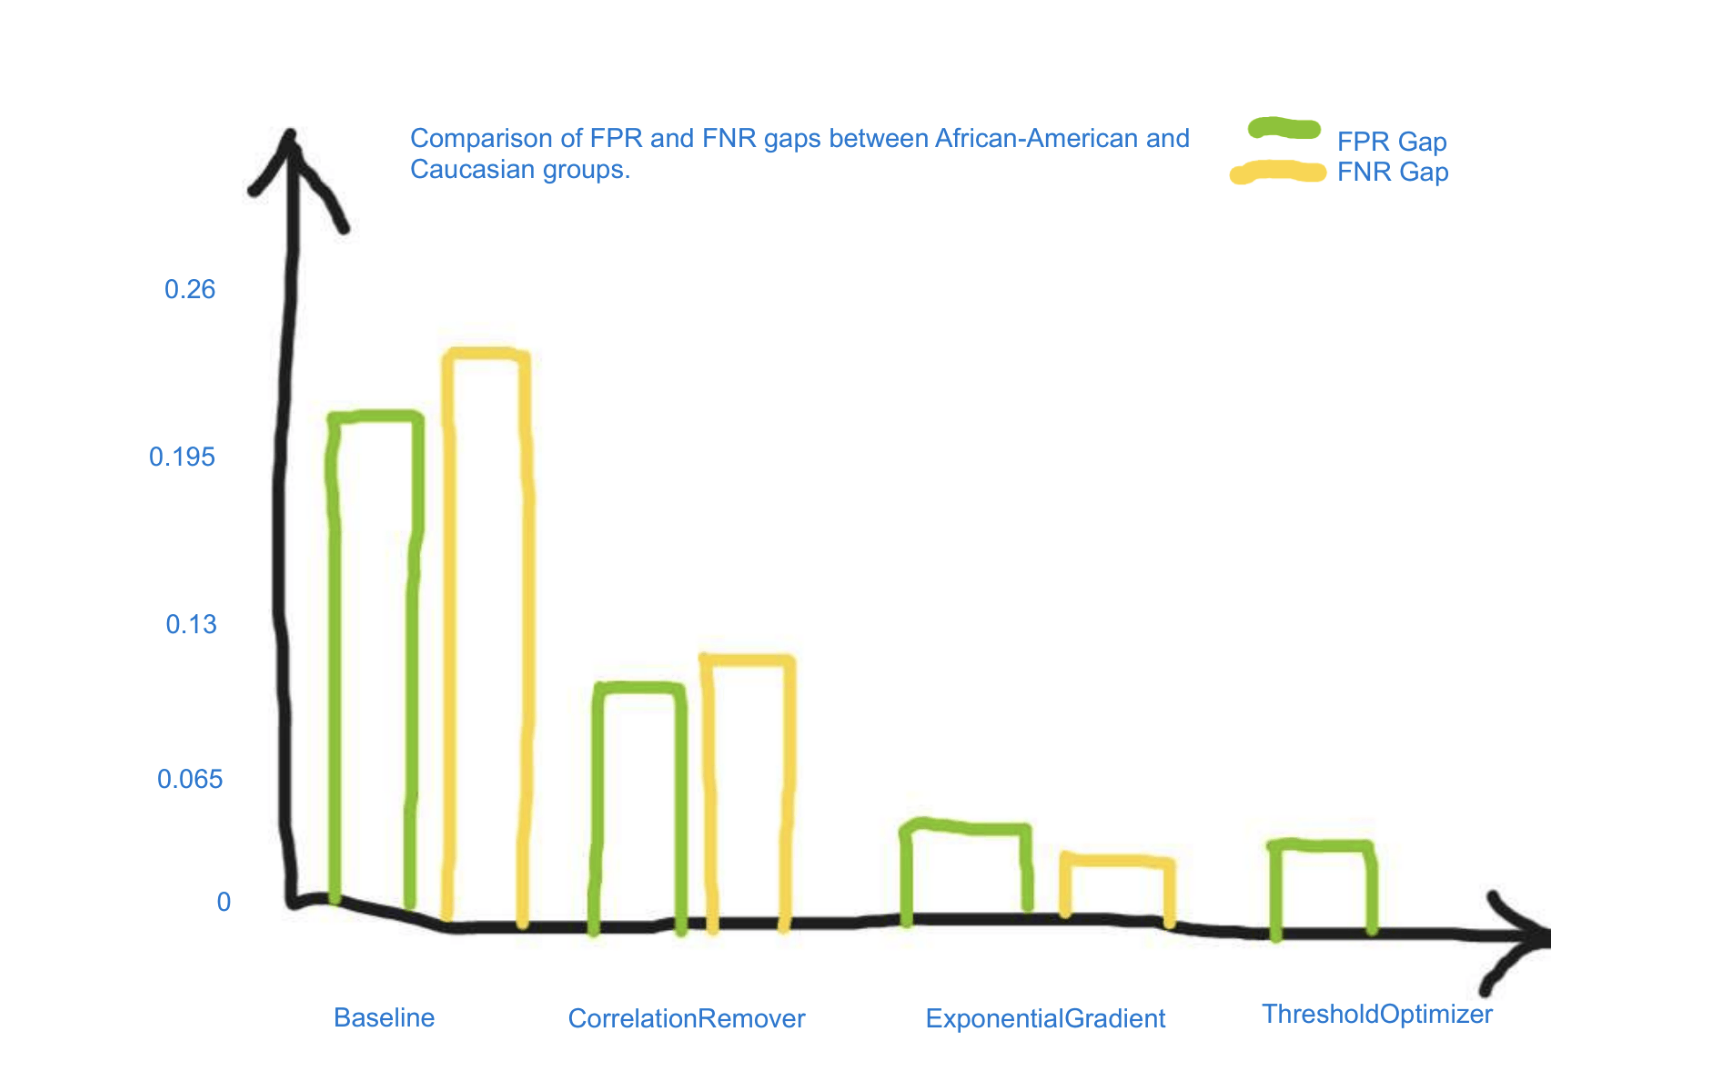 Comparison of FPR and FNR gaps between African-American and
Caucasian groups.
FPR Gap
FNR Gap
0.26
0.195
0.13
0.065
0
Baseline
CorrelationRemover
ExponentialGradient
ThresholdOptimizer